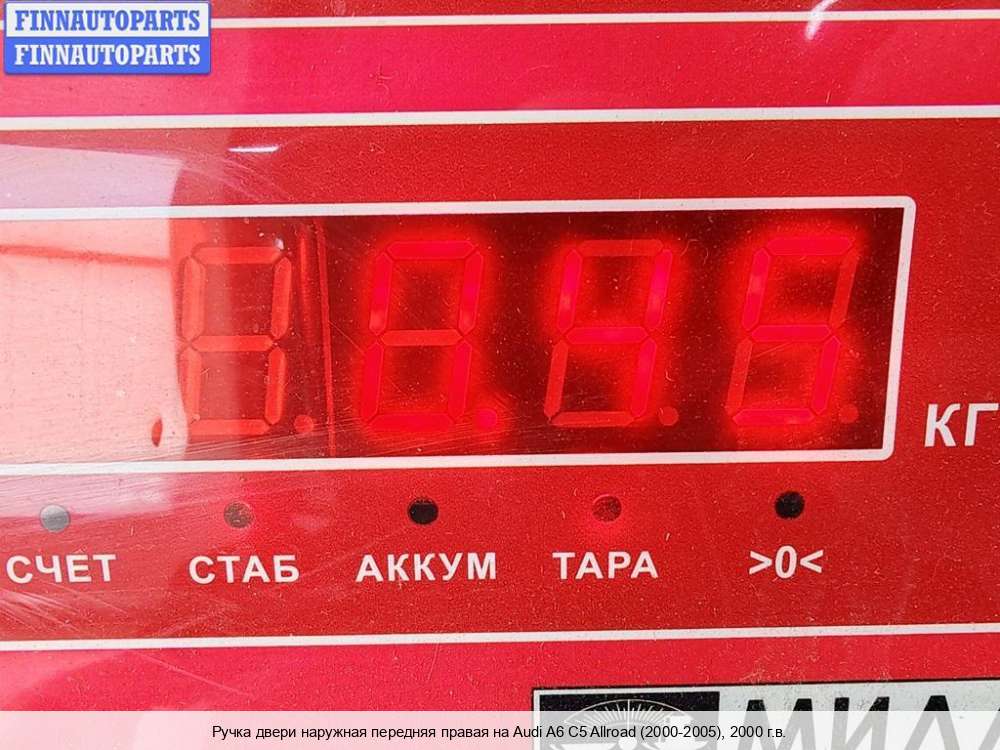 FINNAUTOPARTS
FINNAUTOPARTS
0.45 КГ
СЧЕТ СТАБ АККУМ ТАРА >0<
Ручка двери наружная передняя правая на Audi A6 C5 Allroad (2000-2005), 2000 г.в.